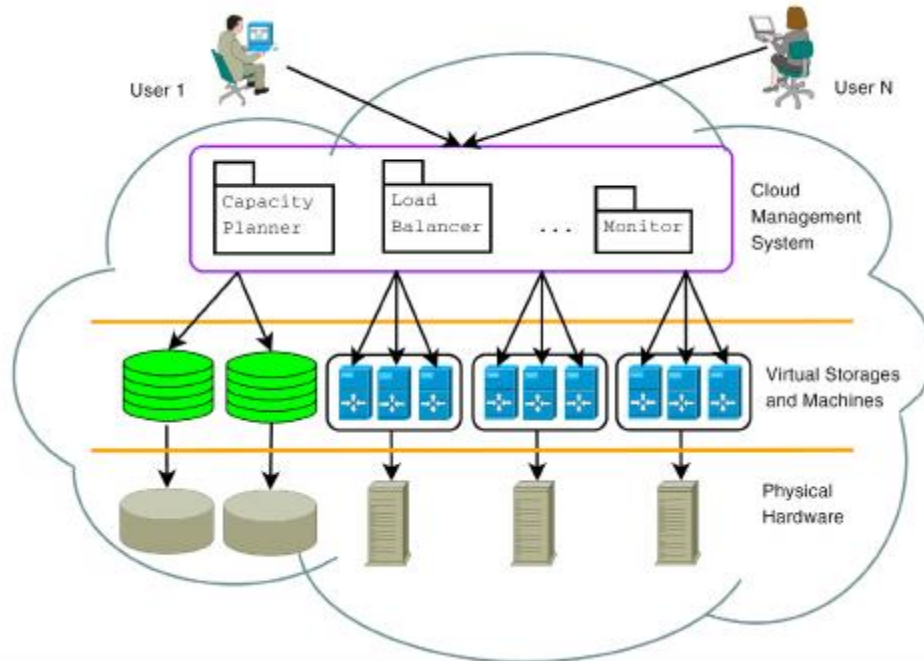 User 1
User N
Capacity
Planner
Load
Balancer
...
Monitor
Cloud
Management
System
Virtual Storages
and Machines
Physical
Hardware